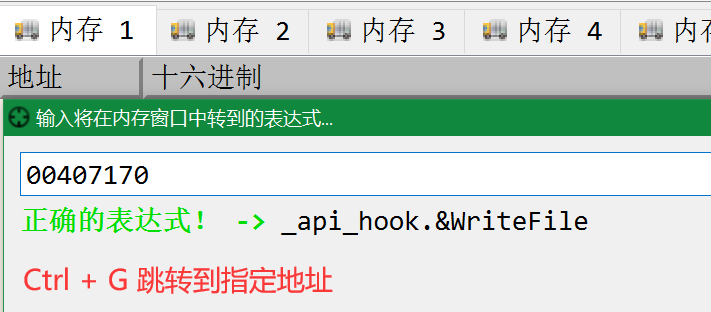 内存 1 内存 2 内存 3 内存 4 内存
地址 十六进制
输入将在内存窗口中转到的表达式...
00407170
正确的表达式！ -> _api_hook.&WriteFile
Ctrl + G 跳转到指定地址